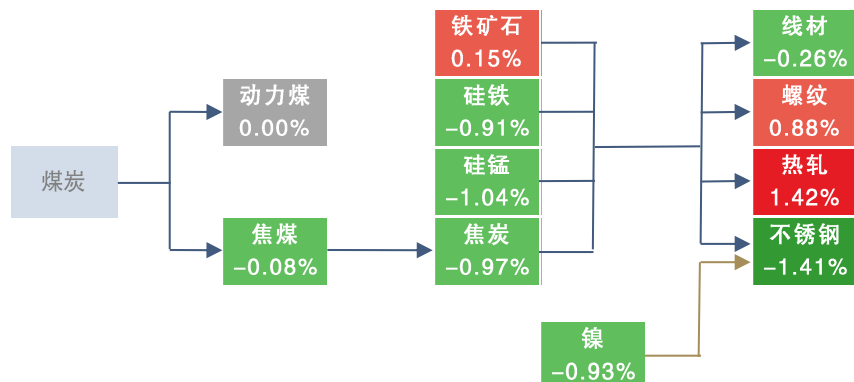 煤炭
动力煤
0.00%
焦煤
-0.08%
铁矿石
0.15%
硅铁
-0.91%
硅锰
-1.04%
焦炭
-0.97%
镍
-0.93%
线材
-0.26%
螺纹
0.88%
热轧
1.42%
不锈钢
-1.41%